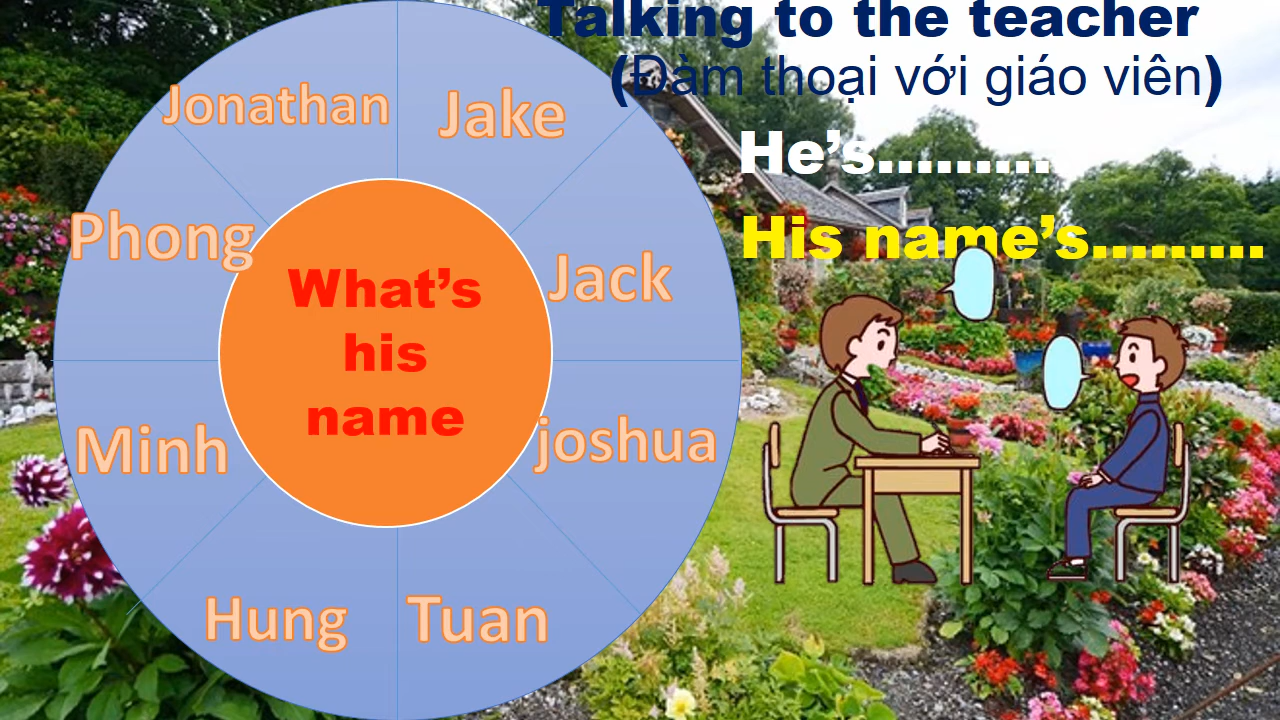 Talking to the teacher
(Đàm thoại với giáo viên)
He's..........
His name's.........
Jonathan
Jake
Phong
Jack
What's
his
name
Minh
joshua
Hung
Tuan